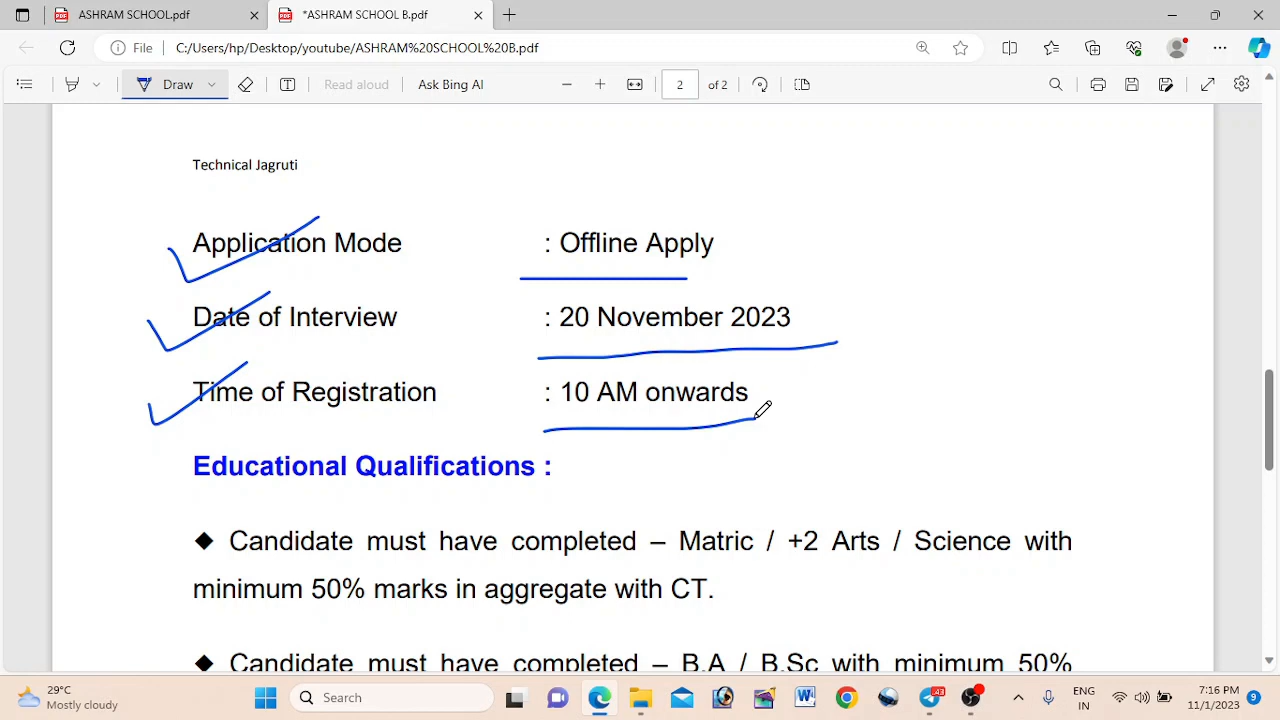 ASHRAM SCHOOL.pdf
*ASHRAM SCHOOL B.pdf
File
C:/Users/hp/Desktop/youtube/ASHRAM%20SCHOOL%20B.pdf
Draw
Read aloud
Ask Bing AI
2 of 2
Technical Jagruti
Application Mode : Offline Apply
Date of Interview : 20 November 2023
Time of Registration : 10 AM onwards
Educational Qualifications :
◆ Candidate must have completed – Matric / +2 Arts / Science with
minimum 50% marks in aggregate with CT.
◆ Candidate must have completed – B.A / B.Sc with minimum 50%
29°C
Mostly cloudy
Search
43
ENG
IN
7:16 PM
11/1/2023
9